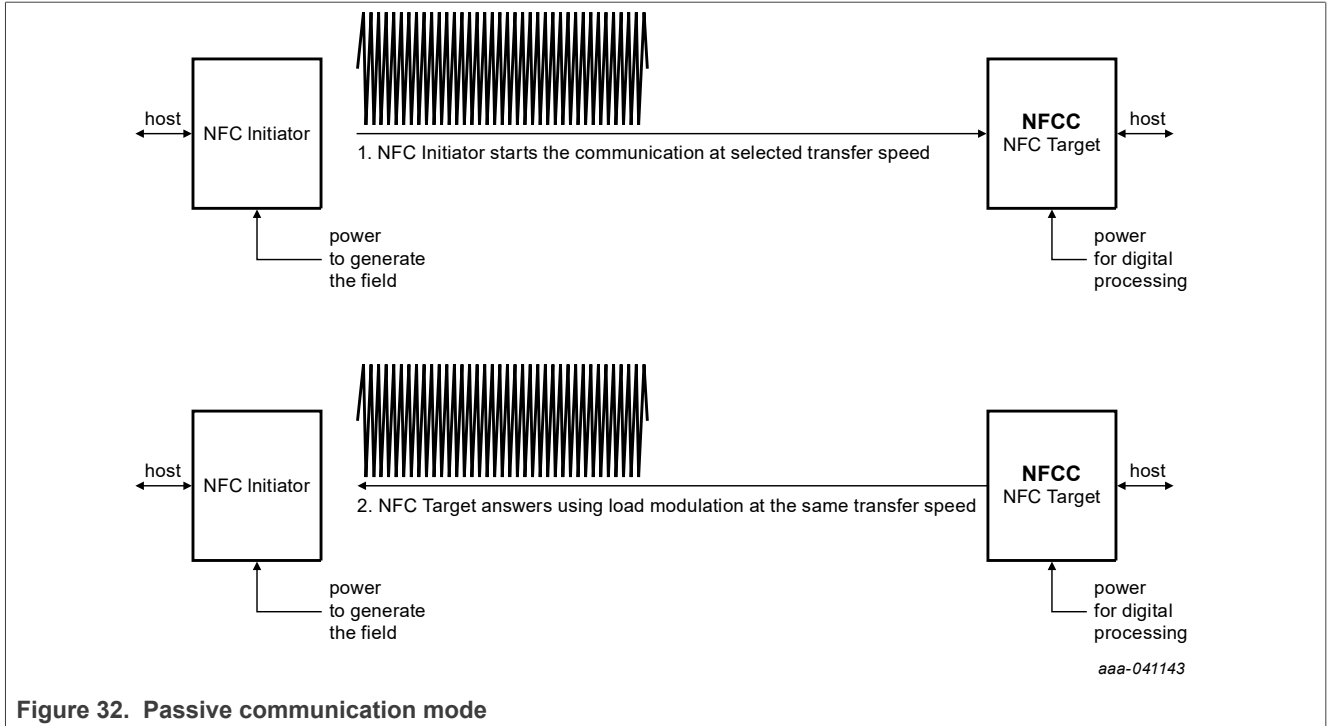 host
NFC Initiator
1. NFC Initiator starts the communication at selected transfer speed
NFCC
NFC Target
host
power
to generate
the field
power
for digital
processing
host
NFC Initiator
2. NFC Target answers using load modulation at the same transfer speed
NFCC
NFC Target
host
power
to generate
the field
power
for digital
processing
aaa-041143
Figure 32. Passive communication mode